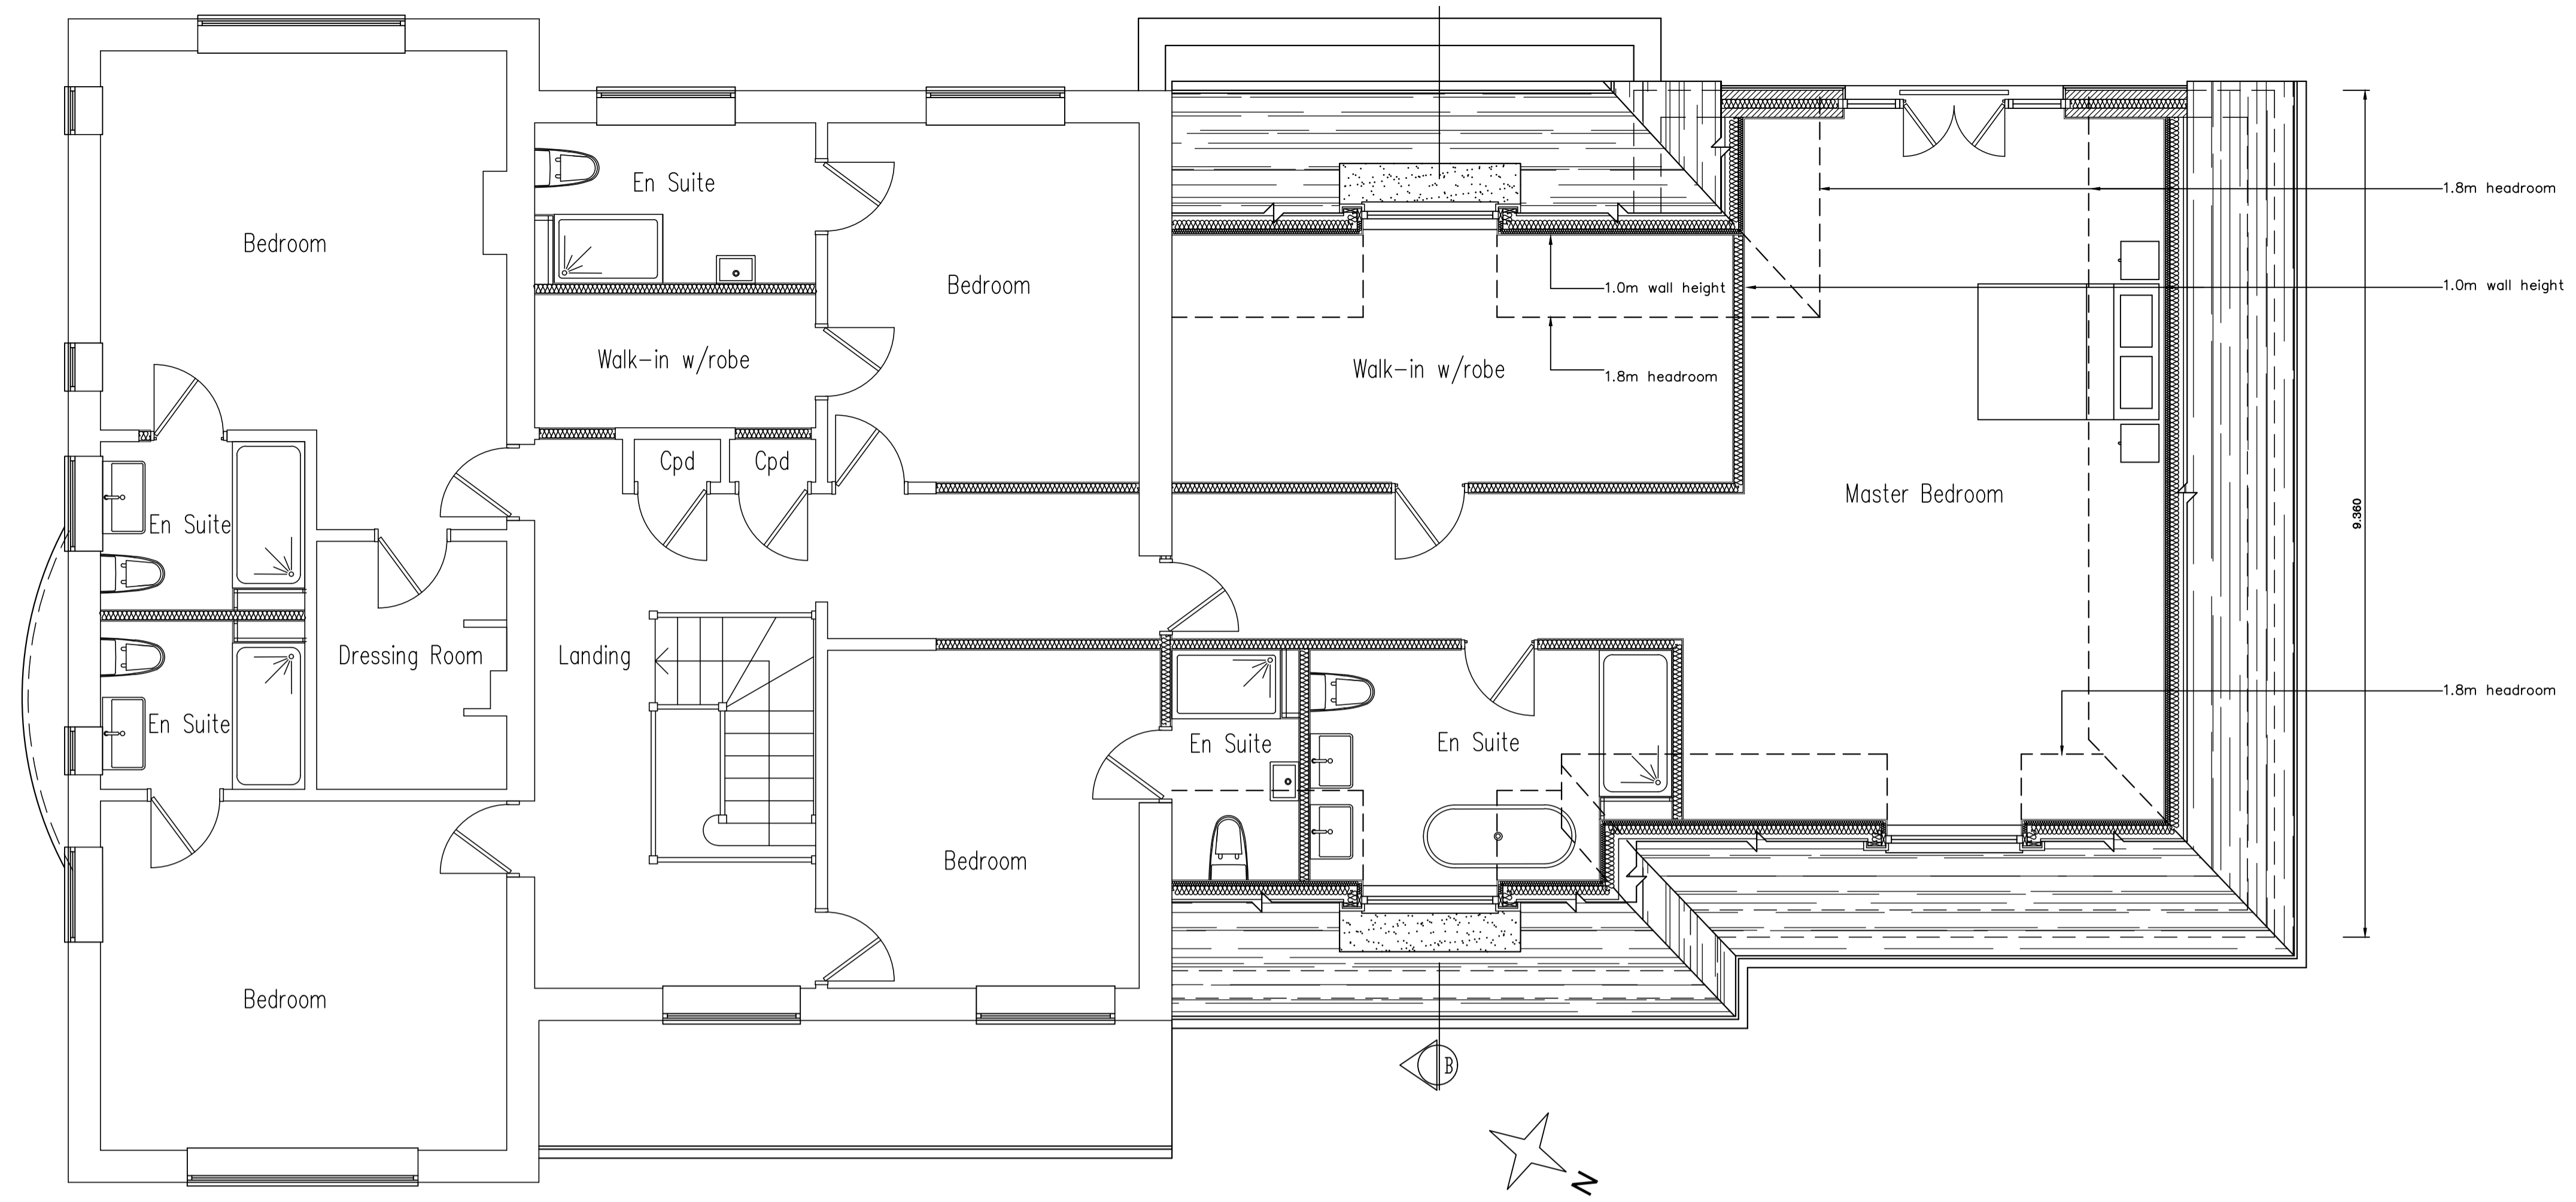 En Suite
1.8m headroom
Bedroom
Bedroom
1.0m wall height
1.0m wall height
Walk-in w/robe
Walk-in w/robe
1.8m headroom
Cpd
Cpd
Master Bedroom
En Suite
9.360
Dressing Room
Landing
1.8m headroom
En Suite
En Suite
En Suite
Bedroom
Bedroom
B
N